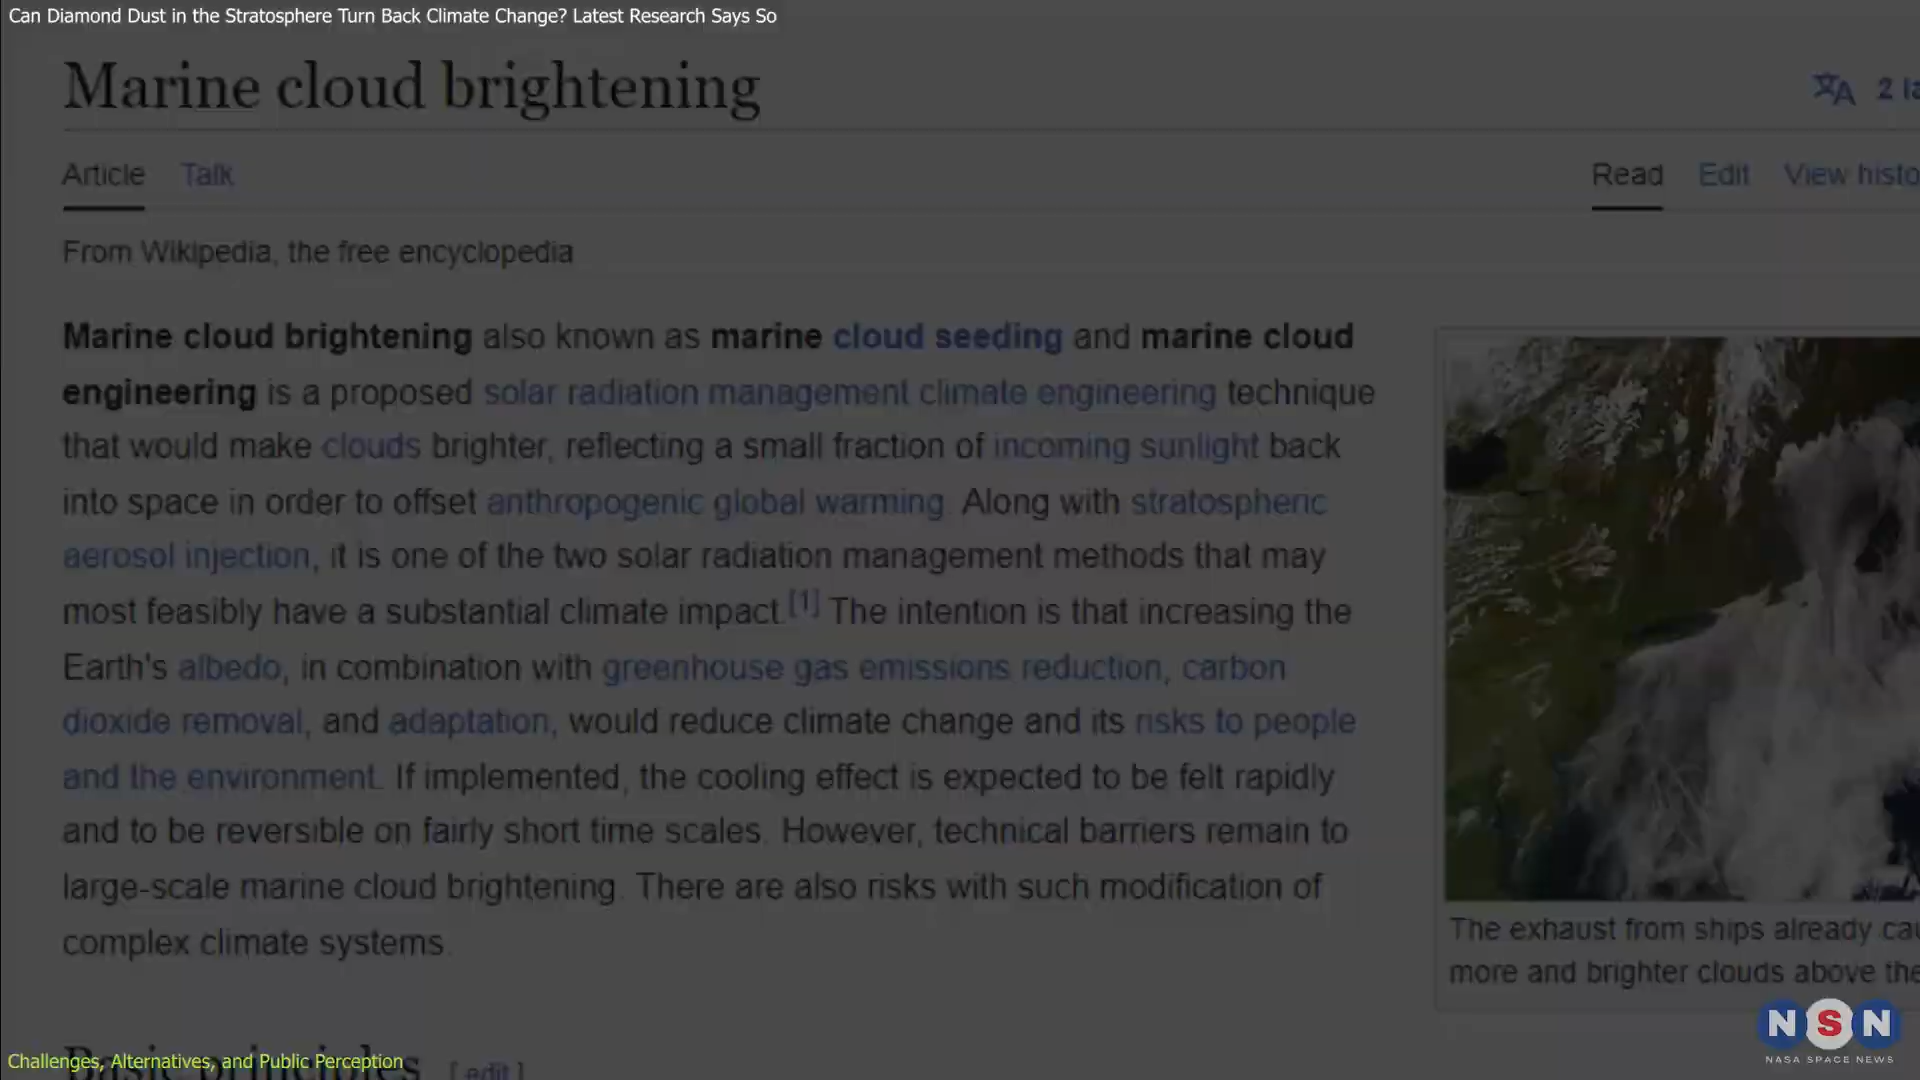 Can Diamond Dust in the Stratosphere Turn Back Climate Change? Latest Research Says So
Marine cloud brightening
2 la
Article Talk
Read Edit View histo
From Wikipedia, the free encyclopedia
Marine cloud brightening also known as marine cloud seeding and marine cloud
engineering is a proposed solar radiation management climate engineering technique
that would make clouds brighter, reflecting a small fraction of incoming sunlight back
into space in order to offset anthropogenic global warming. Along with stratospheric
aerosol injection, it is one of the two solar radiation management methods that may
most feasibly have a substantial climate impact.[1] The intention is that increasing the
Earth's albedo, in combination with greenhouse gas emissions reduction, carbon
dioxide removal, and adaptation, would reduce climate change and its risks to people
and the environment. If implemented, the cooling effect is expected to be felt rapidly
and to be reversible on fairly short time scales. However, technical barriers remain to
large-scale marine cloud brightening. There are also risks with such modification of
complex climate systems.
The exhaust from ships already cau
more and brighter clouds above the
NSN
NASA SPACE NEWS
Basic principles [edit]
Challenges, Alternatives, and Public Perception